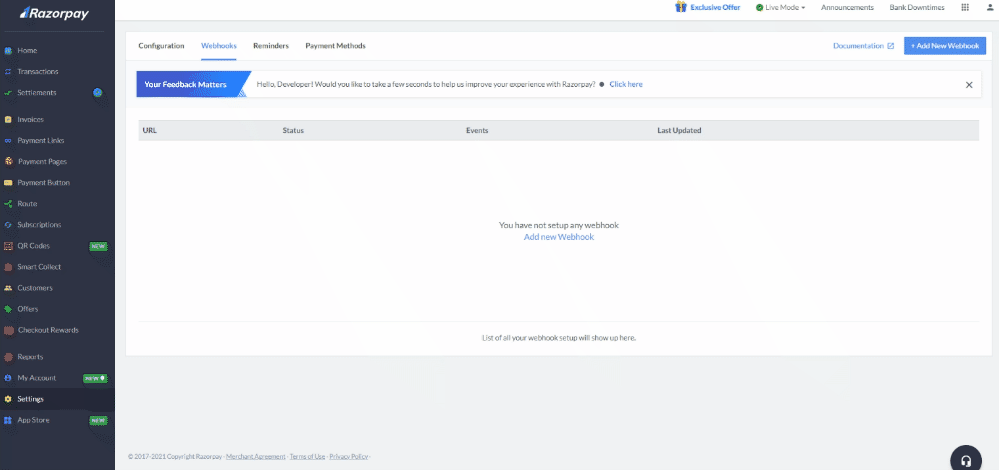 Razorpay
Exclusive Offer
Live Mode
Announcements
Bank Downtimes
Home
Transactions
Settlements
Invoices
Payment Links
Payment Pages
Payment Button
Route
Subscriptions
QR Codes NEW
Smart Collect
Customers
Offers
Checkout Rewards
Reports
My Account NEW
Settings
App Store NEW
Configuration Webhooks Reminders Payment Methods
Documentation
+ Add New Webhook
Your Feedback Matters
Hello, Developer! Would you like to take a few seconds to help us improve your experience with Razorpay? Click here
URL Status Events Last Updated
You have not setup any webhook
Add new Webhook
List of all your webhook setup will show up here.
© 2017-2021 Copyright Razorpay · Merchant Agreement · Terms of Use · Privacy Policy ·